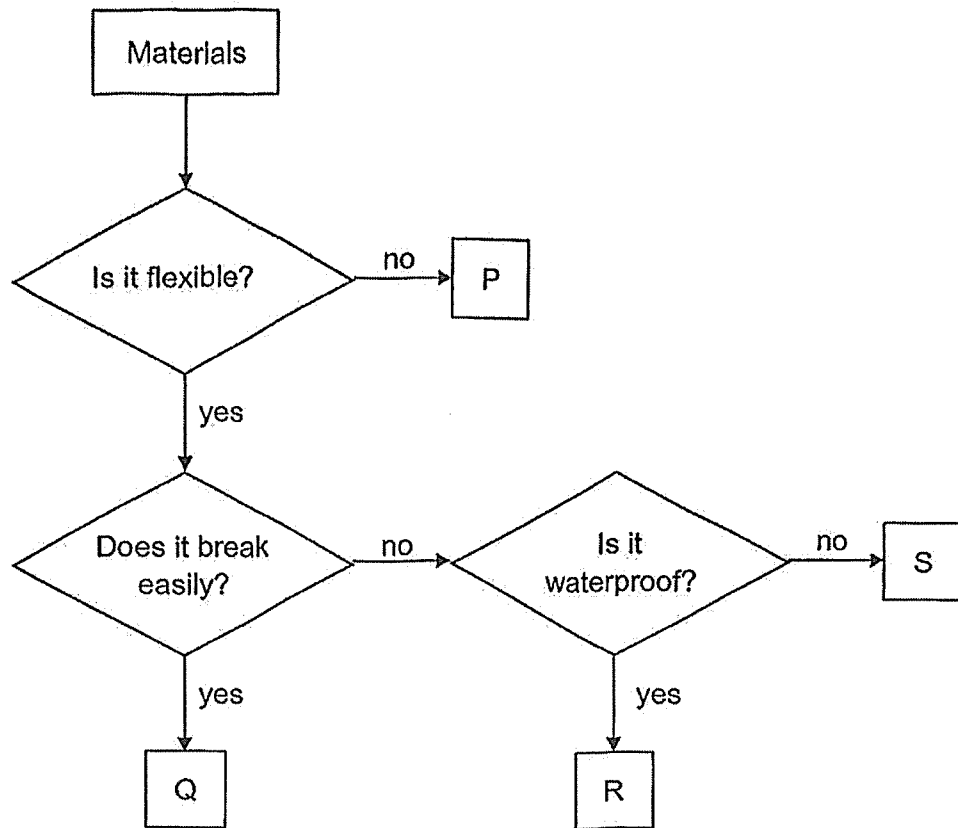 Materials
Is it flexible?
no
P
yes
Does it break
easily?
no
Is it
waterproof?
no
S
yes
Q
yes
R